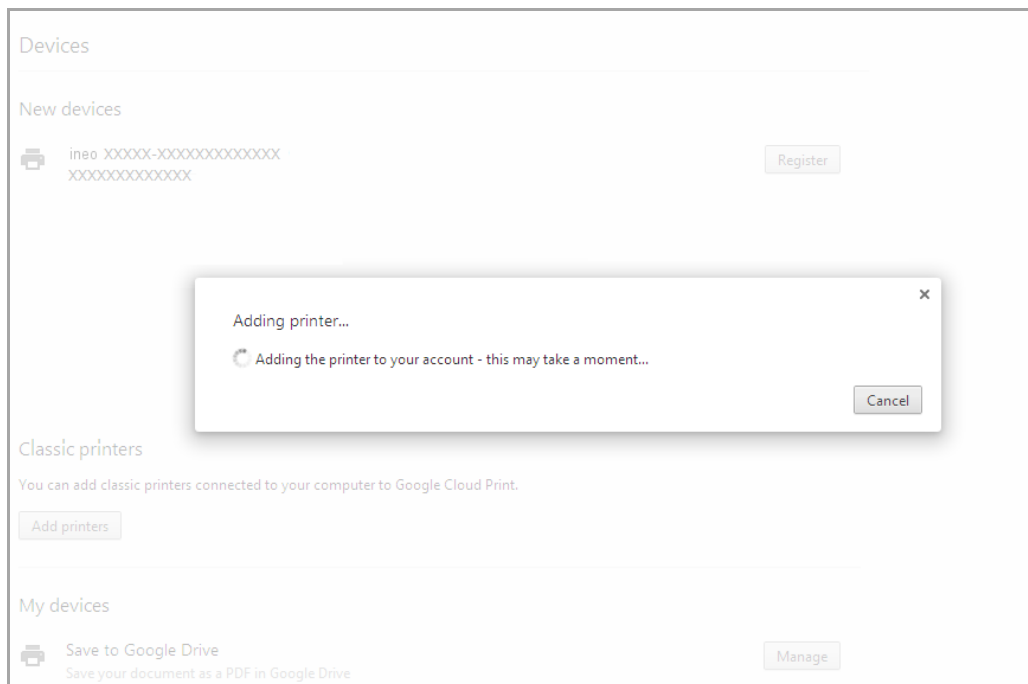 Devices
New devices
ineo XXXXX-XXXXXXXXXXXXX
XXXXXXXXXXXXX
Register
Adding printer...
Adding the printer to your account - this may take a moment...
Cancel
Classic printers
You can add classic printers connected to your computer to Google Cloud Print.
Add printers
My devices
Save to Google Drive
Save your document as a PDF in Google Drive
Manage